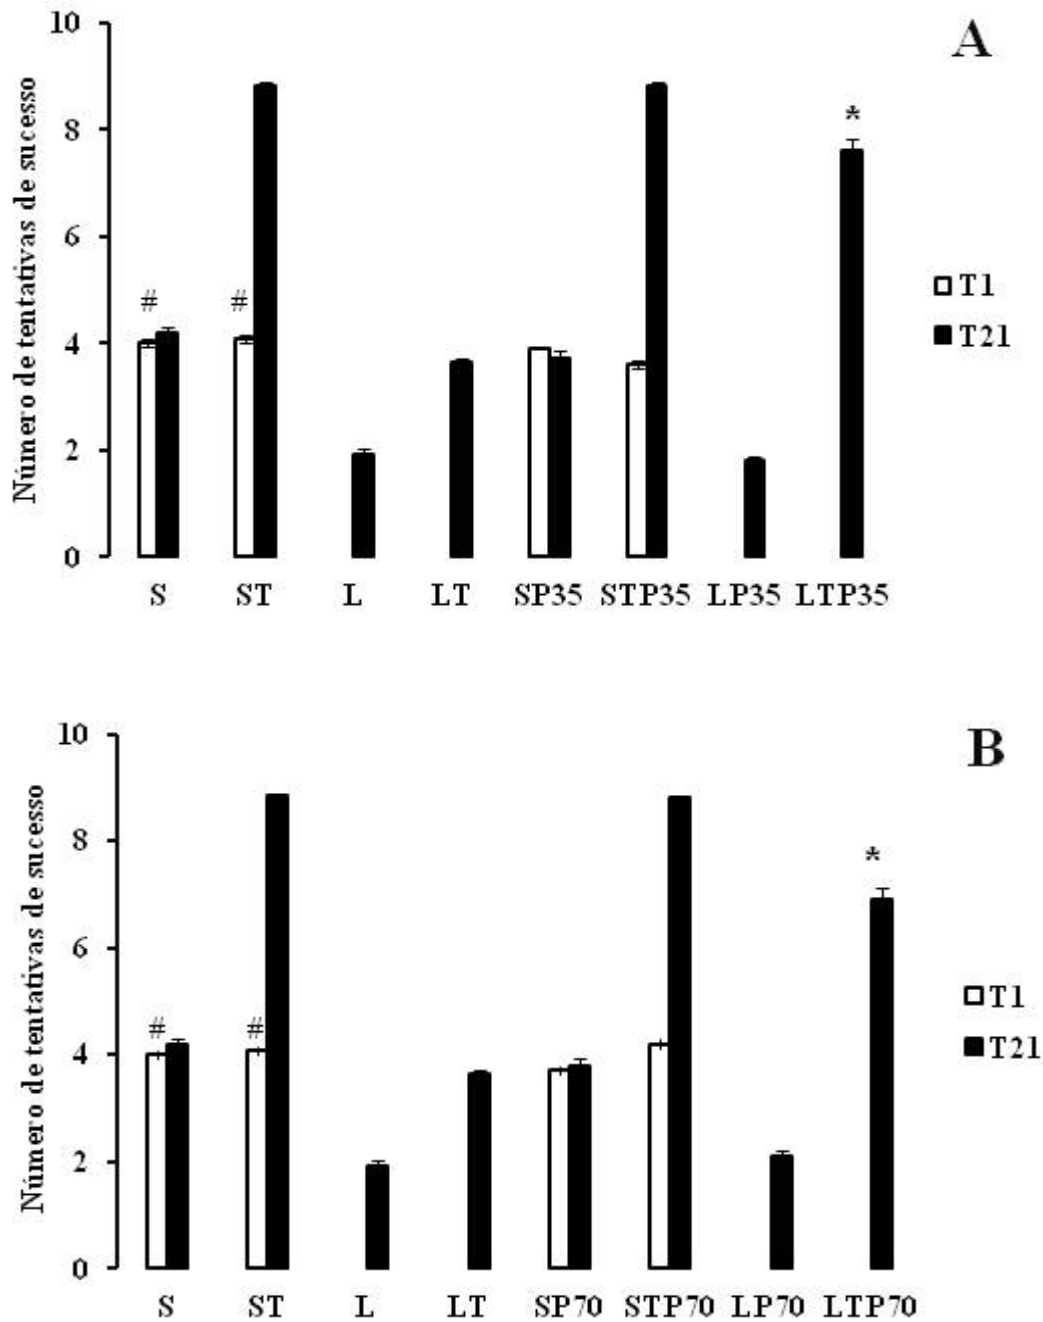 A
Número de tentativas de sucesso
10
8
6
4
2
0
#
#
*
T1
T21
S ST L LT SP35 STP35 LP35 LTP35
B
Número de tentativas de sucesso
10
8
6
4
2
0
#
#
*
T1
T21
S ST L LT SP70 STP70 LP70 LTP70